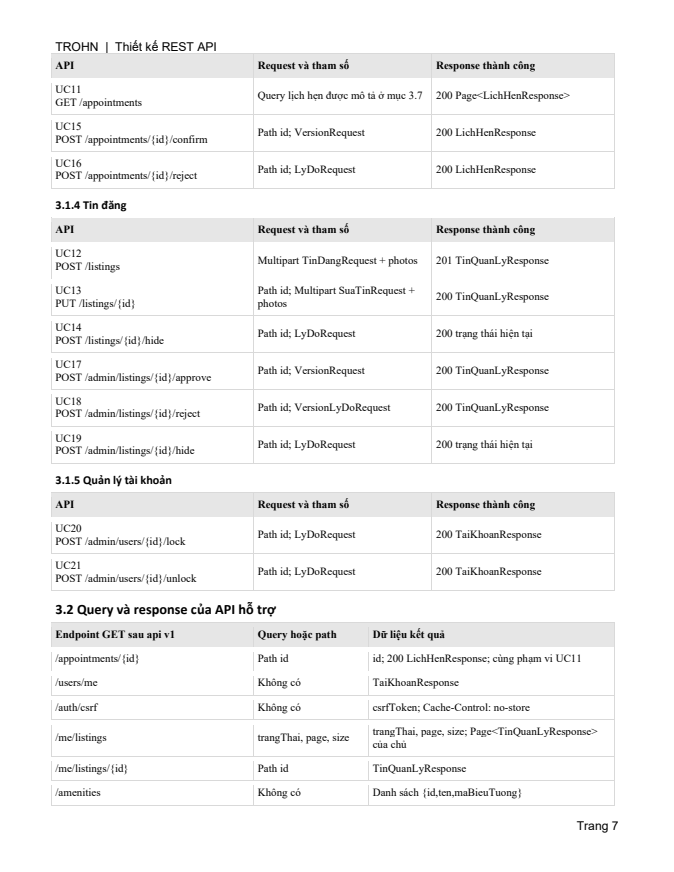 TROHN | Thiết kế REST API
API Request và tham số Response thành công
UC11
GET /appointments Query lịch hẹn được mô tả ở mục 3.7 200 Page<LichHenResponse>
UC15
POST /appointments/{id}/confirm Path id; VersionRequest 200 LichHenResponse
UC16
POST /appointments/{id}/reject Path id; LyDoRequest 200 LichHenResponse
3.1.4 Tin đăng
API Request và tham số Response thành công
UC12
POST /listings Multipart TinDangRequest + photos 201 TinQuanLyResponse
UC13
PUT /listings/{id} Path id; Multipart SuaTinRequest +
photos 200 TinQuanLyResponse
UC14
POST /listings/{id}/hide Path id; LyDoRequest 200 trạng thái hiện tại
UC17
POST /admin/listings/{id}/approve Path id; VersionRequest 200 TinQuanLyResponse
UC18
POST /admin/listings/{id}/reject Path id; VersionLyDoRequest 200 TinQuanLyResponse
UC19
POST /admin/listings/{id}/hide Path id; LyDoRequest 200 trạng thái hiện tại
3.1.5 Quản lý tài khoản
API Request và tham số Response thành công
UC20
POST /admin/users/{id}/lock Path id; LyDoRequest 200 TaiKhoanResponse
UC21
POST /admin/users/{id}/unlock Path id; LyDoRequest 200 TaiKhoanResponse
3.2 Query và response của API hỗ trợ
Endpoint GET sau api v1 Query hoặc path Dữ liệu kết quả
/appointments/{id} Path id id; 200 LichHenResponse; cùng phạm vi UC11
/users/me Không có TaiKhoanResponse
/auth/csrf Không có csrfToken; Cache-Control: no-store
/me/listings trangThai, page, size trangThai, page, size; Page<TinQuanLyResponse>
của chủ
/me/listings/{id} Path id TinQuanLyResponse
/amenities Không có Danh sách {id,ten,maBieuTuong}
Trang 7